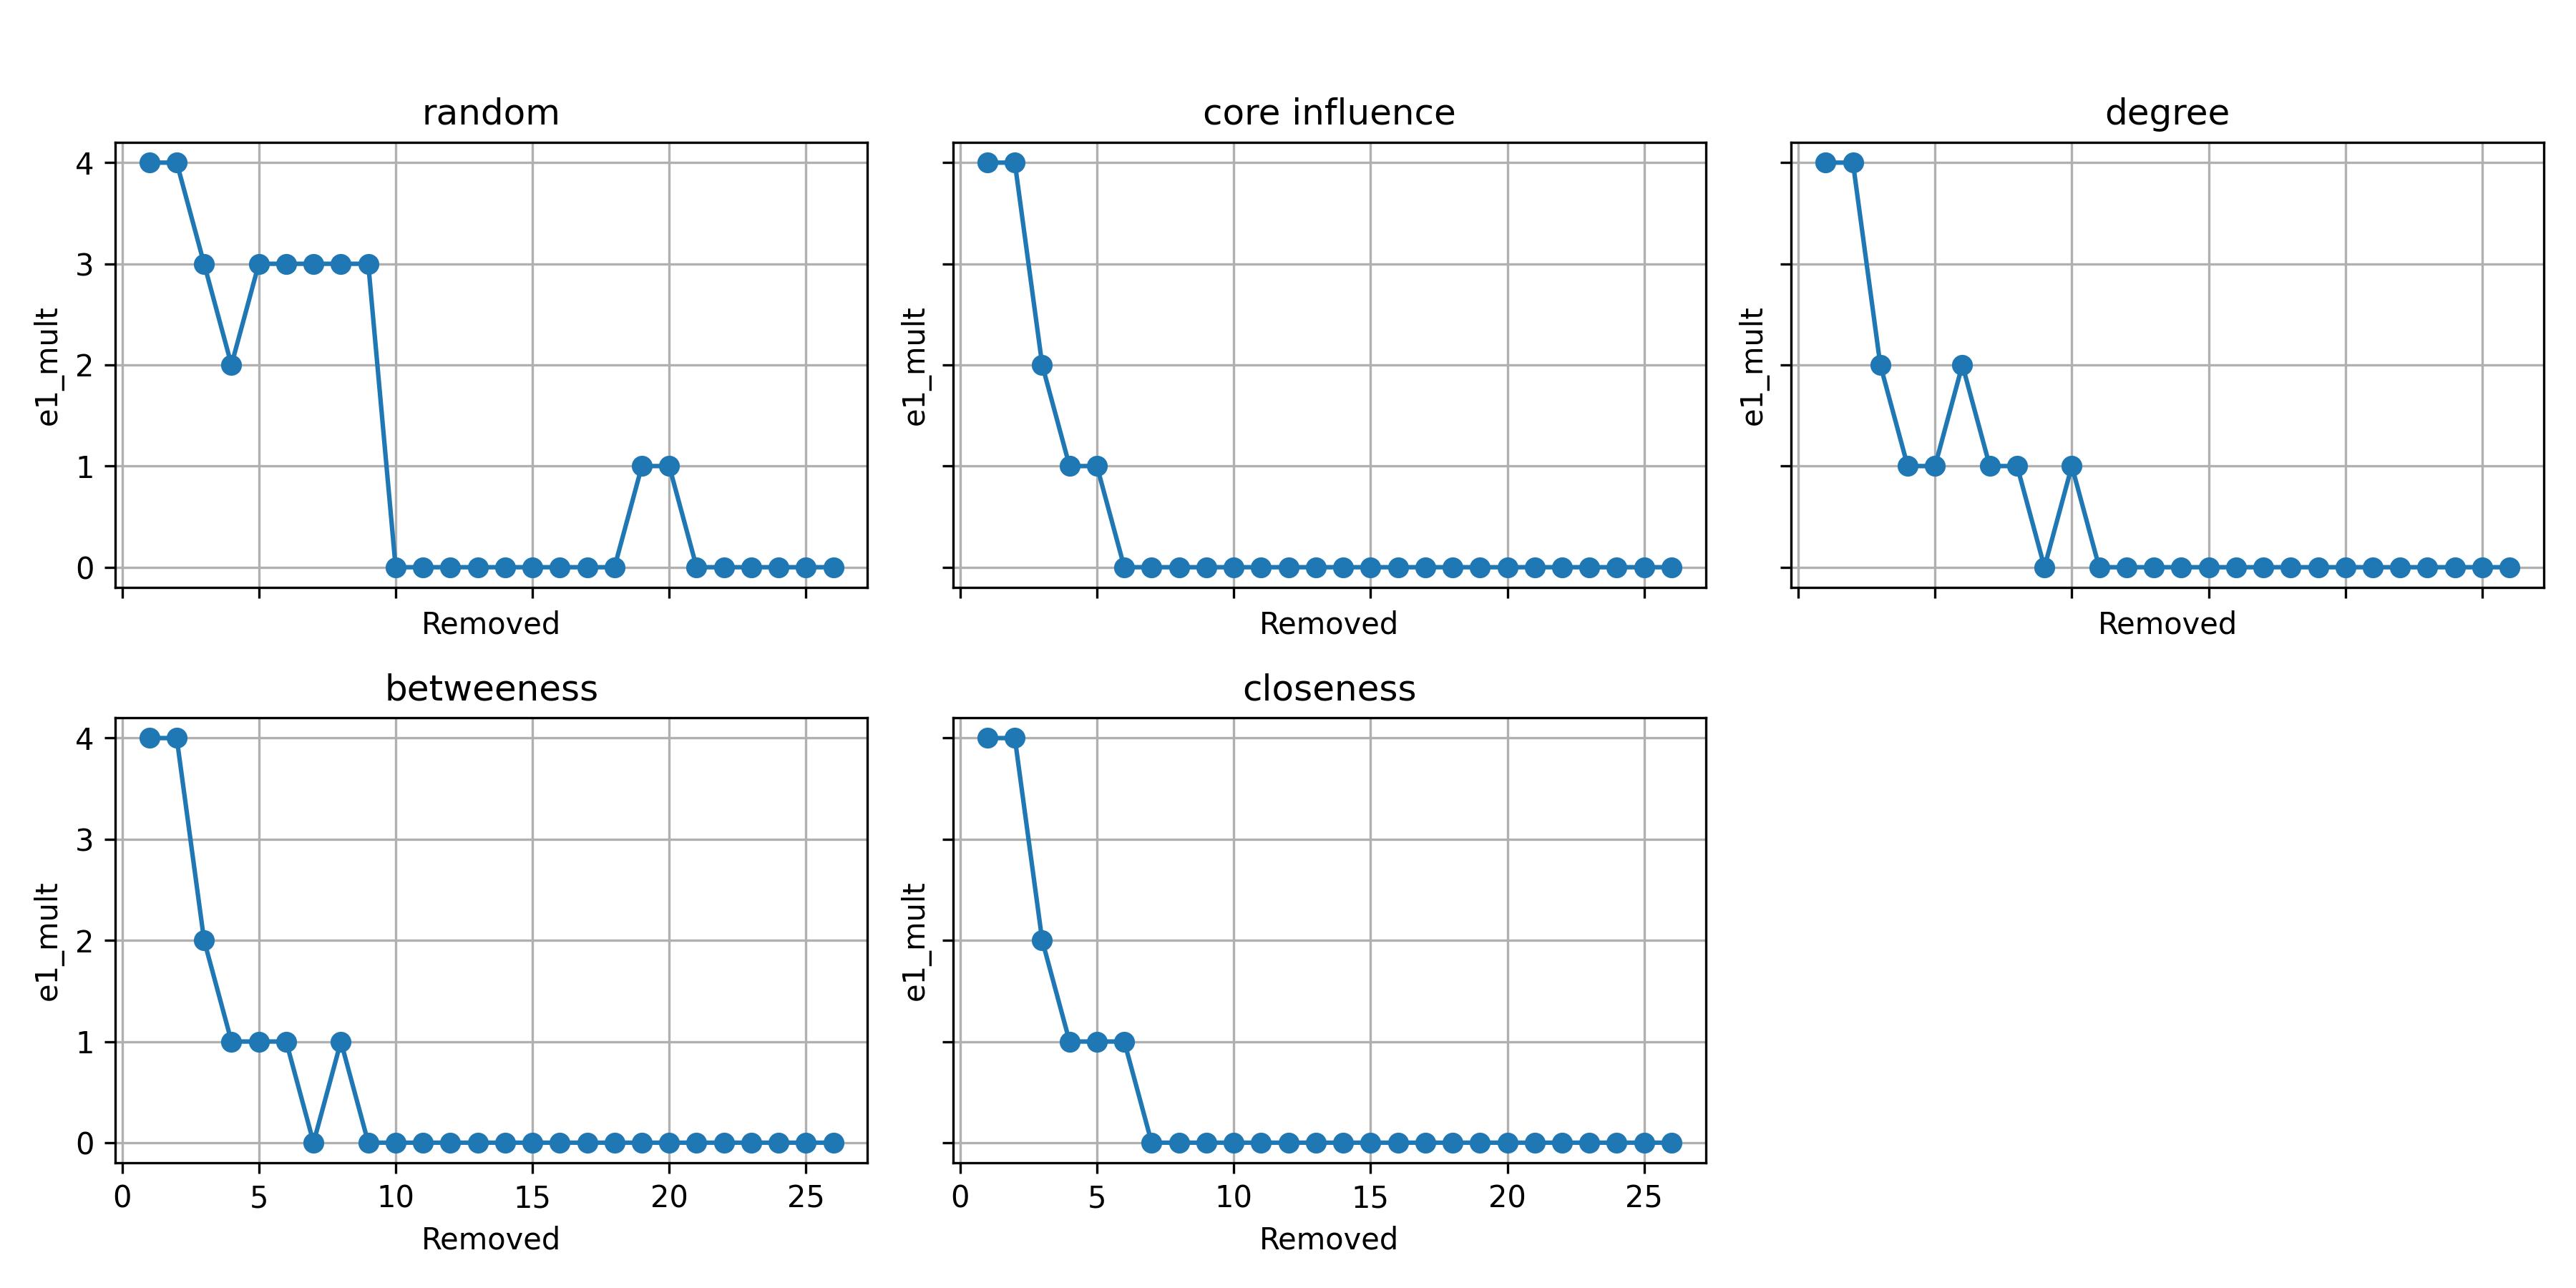 random
core influence
degree
4
3
2
1
0
e1_mult
e1_mult
e1_mult
Removed
Removed
Removed
betweeness
closeness
4
3
2
1
0
e1_mult
e1_mult
0 5 10 15 20 25
0 5 10 15 20 25
Removed
Removed